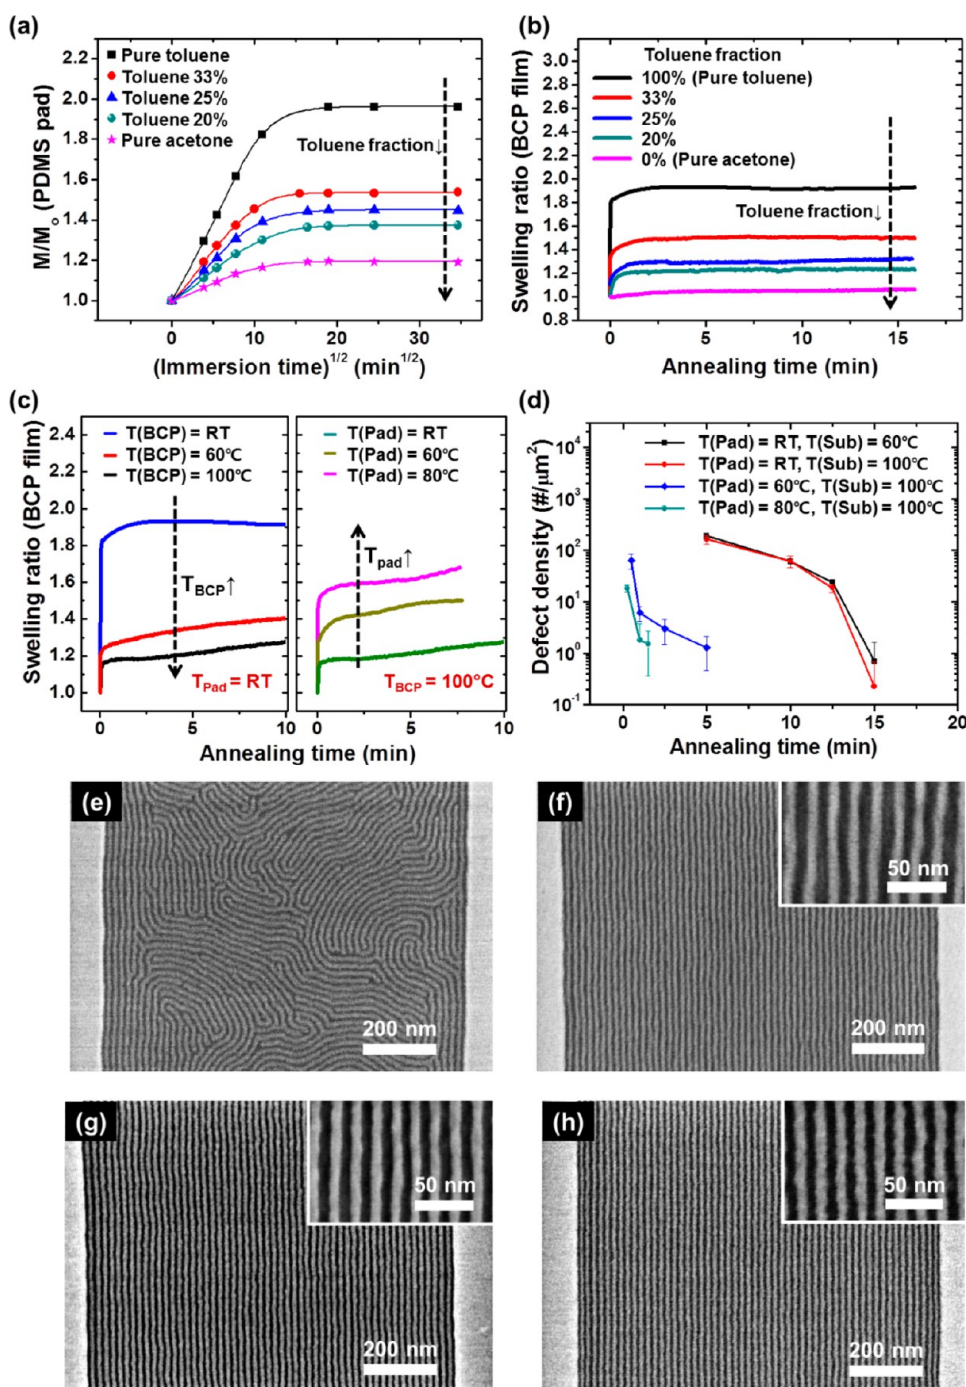 (a)
2.2
2.0
1.8
1.6
1.4
1.2
1.0
M/M₀ (PDMS pad)
Pure toluene
Toluene 33%
Toluene 25%
Toluene 20%
Pure acetone
Toluene fraction↓
0 10 20 30
(Immersion time)^1/2 (min^1/2)
(b)
3.0
2.8
2.6
2.4
2.2
2.0
1.8
1.6
1.4
1.2
1.0
0.8
Swelling ratio (BCP film)
Toluene fraction
100% (Pure toluene)
33%
25%
20%
0% (Pure acetone)
Toluene fraction↓
0 5 10 15
Annealing time (min)
(c)
2.4
2.2
2.0
1.8
1.6
1.4
1.2
1.0
Swelling ratio (BCP film)
T(BCP) = RT
T(BCP) = 60℃
T(BCP) = 100℃
T_BCP↑
T_Pad = RT
0 5 10
T(Pad) = RT
T(Pad) = 60℃
T(Pad) = 80℃
T_pad↑
T_BCP = 100°C
0 5 10
Annealing time (min)
(d)
10⁴
10³
10²
10¹
10⁰
10⁻¹
Defect density (#/μm²)
T(Pad) = RT, T(Sub) = 60℃
T(Pad) = RT, T(Sub) = 100℃
T(Pad) = 60℃, T(Sub) = 100℃
T(Pad) = 80℃, T(Sub) = 100℃
0 5 10 15 20
Annealing time (min)
(e)
200 nm
(f)
50 nm
200 nm
(g)
50 nm
200 nm
(h)
50 nm
200 nm